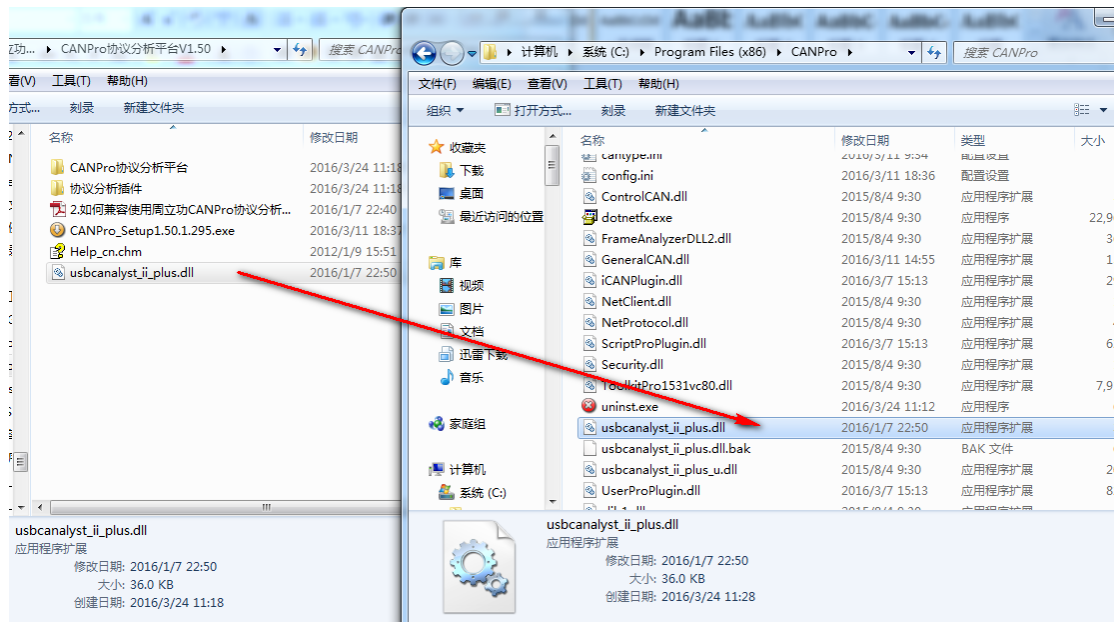 AaBt
CANPro协议分析平台V1.50
搜索 CANPro
看(V) 工具(T) 帮助(H)
方式... 刻录 新建文件夹
名称 修改日期
CANPro协议分析平台 2016/3/24 11:18
协议分析插件 2016/3/24 11:18
2.如何兼容使用周立功CANPro协议分析... 2016/1/7 22:40
CANPro_Setup1.50.1.295.exe 2016/3/11 18:37
Help_cn.chm 2012/1/9 15:51
usbcanalyst_ii_plus.dll 2016/1/7 22:50
usbcanalyst_ii_plus.dll
应用程序扩展
修改日期: 2016/1/7 22:50
大小: 36.0 KB
创建日期: 2016/3/24 11:18
计算机 系统 (C:) Program Files (x86) CANPro
搜索 CANPro
文件(F) 编辑(E) 查看(V) 工具(T) 帮助(H)
组织 打开方式... 刻录 新建文件夹
收藏夹
下载
桌面
最近访问的位置
库
视频
图片
文档
迅雷下载
音乐
家庭组
计算机
系统 (C:)
名称 修改日期 类型 大小
cantype.ini 2016/3/11 9:34 配置设置
config.ini 2016/3/11 18:36 配置设置
ControlCAN.dll 2015/8/4 9:30 应用程序扩展
dotnetfx.exe 2015/8/4 9:30 应用程序 22,9
FrameAnalyzerDLL2.dll 2015/8/4 9:30 应用程序扩展
GeneralCAN.dll 2016/3/11 14:55 应用程序扩展
iCANPlugin.dll 2016/3/7 15:13 应用程序扩展
NetClient.dll 2015/8/4 9:30 应用程序扩展
NetProtocol.dll 2015/8/4 9:30 应用程序扩展
ScriptProPlugin.dll 2016/3/7 15:13 应用程序扩展
Security.dll 2015/8/4 9:30 应用程序扩展
ToolkitPro1531vc80.dll 2015/8/4 9:30 应用程序扩展 7,9
uninst.exe 2016/3/24 11:12 应用程序
usbcanalyst_ii_plus.dll 2016/1/7 22:50 应用程序扩展
usbcanalyst_ii_plus.dll.bak 2015/8/4 9:30 BAK 文件
usbcanalyst_ii_plus_u.dll 2015/8/4 9:30 应用程序扩展
UserProPlugin.dll 2016/3/7 15:13 应用程序扩展
usbcanalyst_ii_plus.dll
应用程序扩展
修改日期: 2016/1/7 22:50
大小: 36.0 KB
创建日期: 2016/3/24 11:28